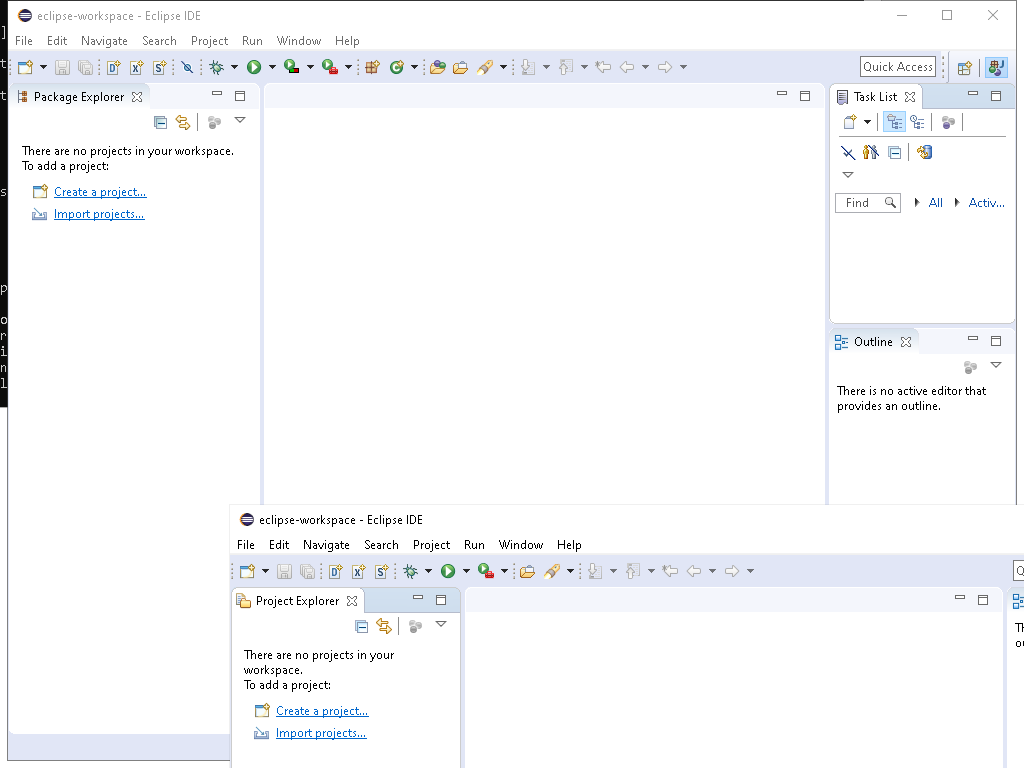 eclipse-workspace - Eclipse IDE
File Edit Navigate Search Project Run Window Help
Quick Access
Package Explorer
There are no projects in your workspace.
To add a project:
Create a project...
Import projects...
Task List
Find All Activ...
Outline
There is no active editor that
provides an outline.
eclipse-workspace - Eclipse IDE
File Edit Navigate Search Project Run Window Help
Project Explorer
There are no projects in your
workspace.
To add a project:
Create a project...
Import projects...